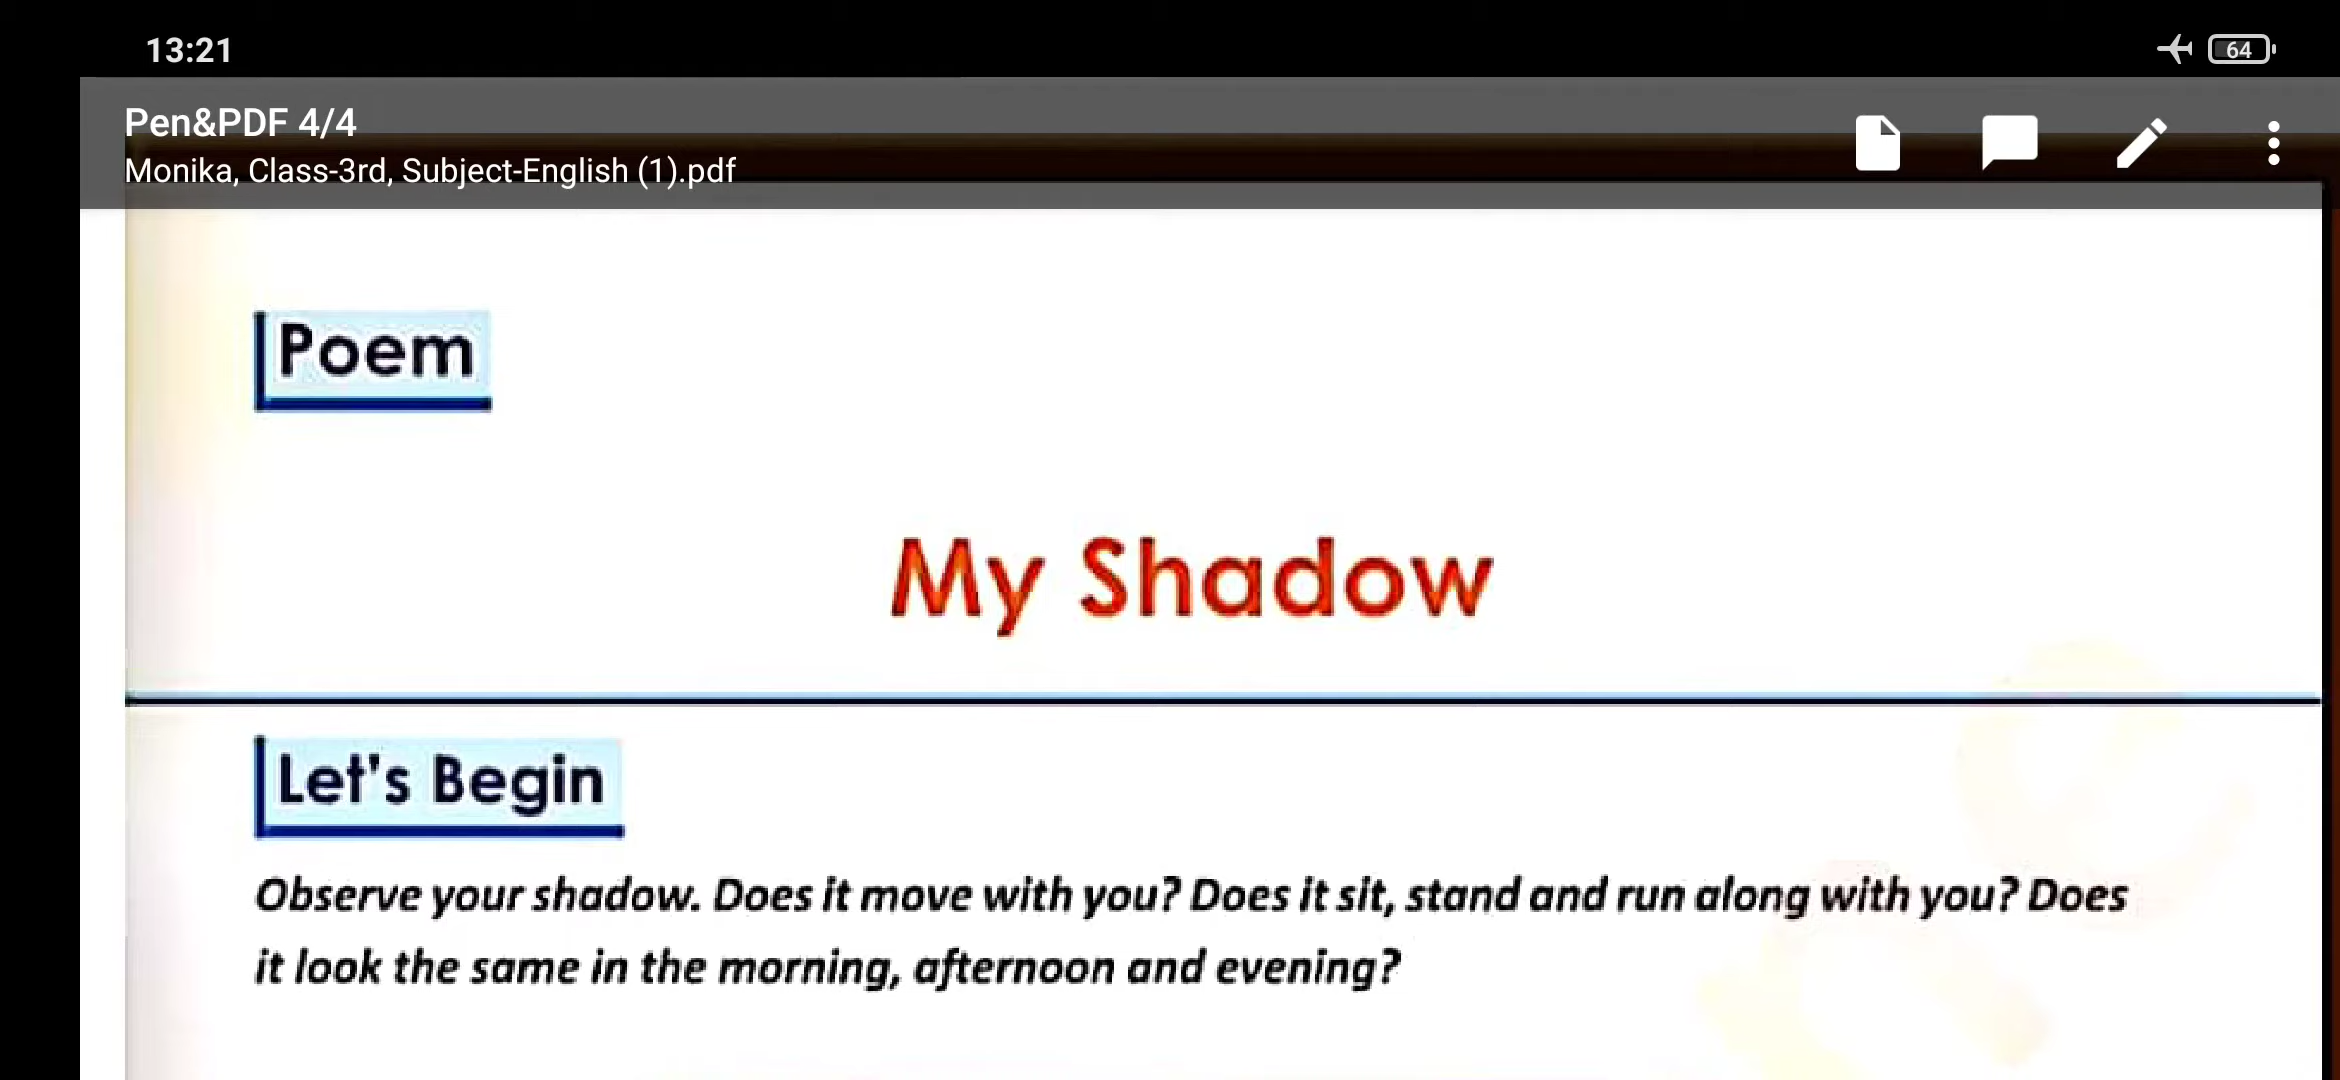 13:21
64
Pen&PDF 4/4
Monika, Class-3rd, Subject-English (1).pdf
Poem
My Shadow
Let's Begin
Observe your shadow. Does it move with you? Does it sit, stand and run along with you? Does
it look the same in the morning, afternoon and evening?